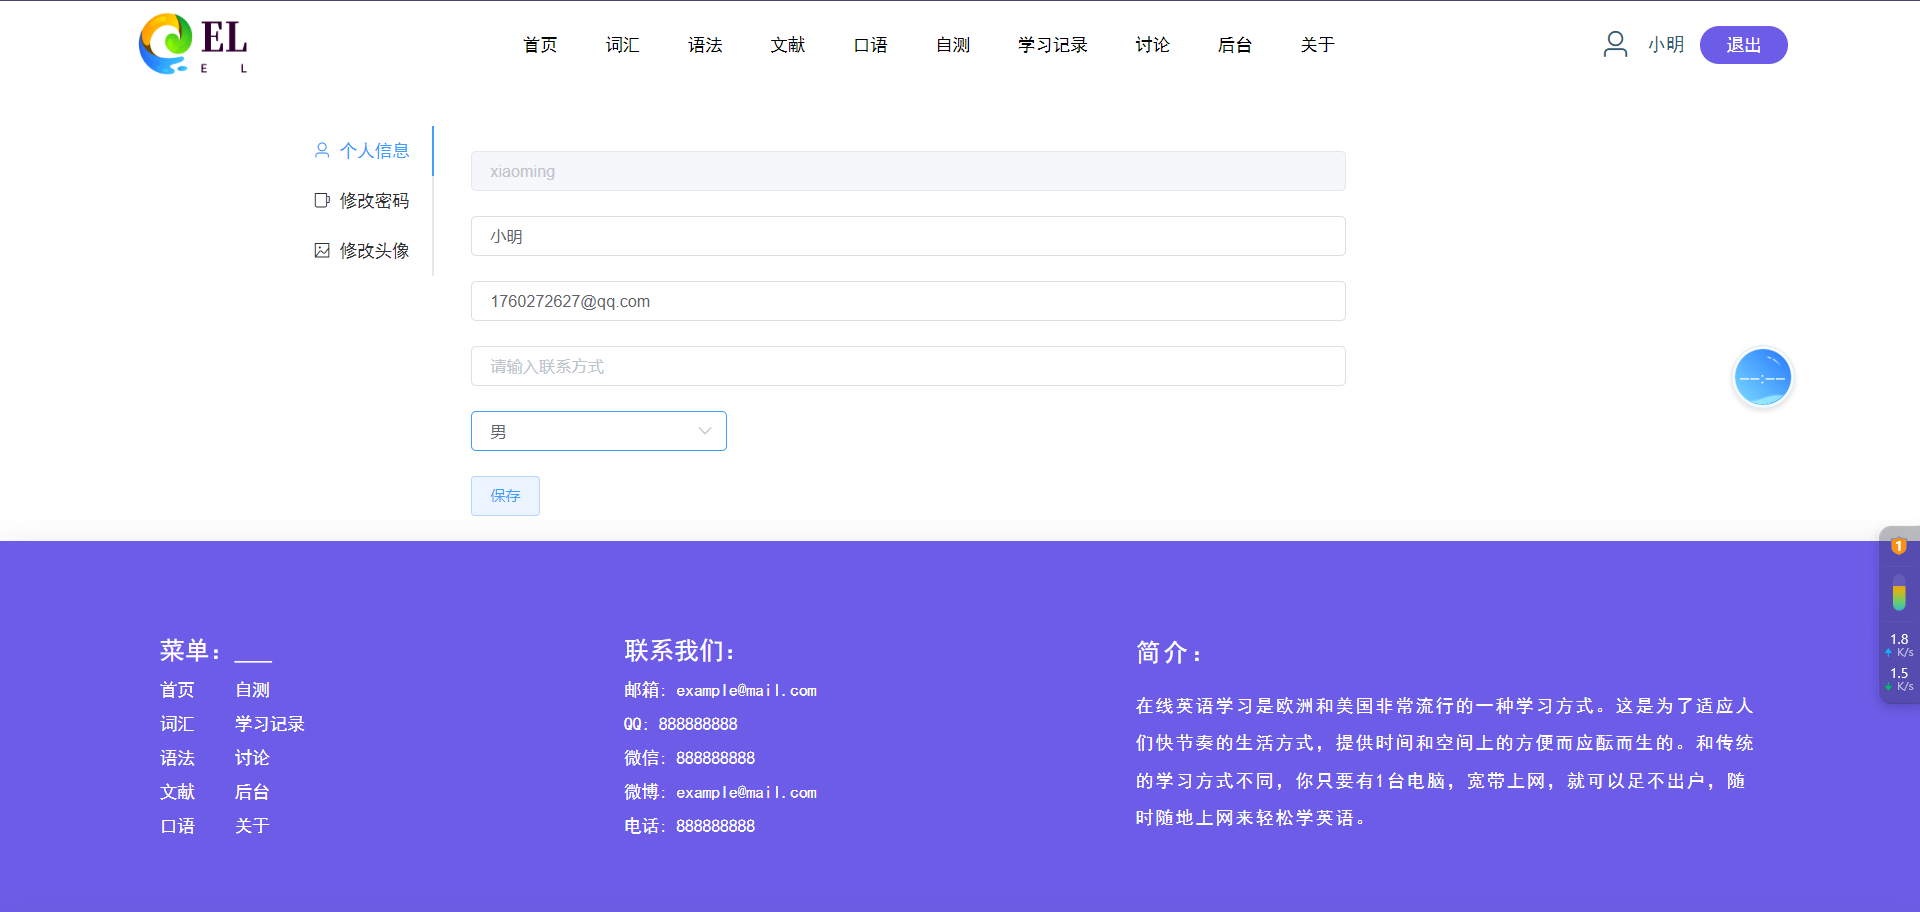 EL
E L
首页 词汇 语法 文献 口语 自测 学习记录 讨论 后台 关于
小明 退出
个人信息
修改密码
修改头像
xiaoming
小明
1760272627@qq.com
请输入联系方式
男
保存
--:--
1
1.8
K/s
1.5
K/s
菜单：
首页 自测
词汇 学习记录
语法 讨论
文献 后台
口语 关于
联系我们：
邮箱: example@mail.com
QQ: 888888888
微信: 888888888
微博: example@mail.com
电话: 888888888
简介：
在线英语学习是欧洲和美国非常流行的一种学习方式。这是为了适应人
们快节奏的生活方式，提供时间和空间上的方便而应酝而生的。和传统
的学习方式不同，你只要有1台电脑，宽带上网，就可以足不出户，随
时随地上网来轻松学英语。